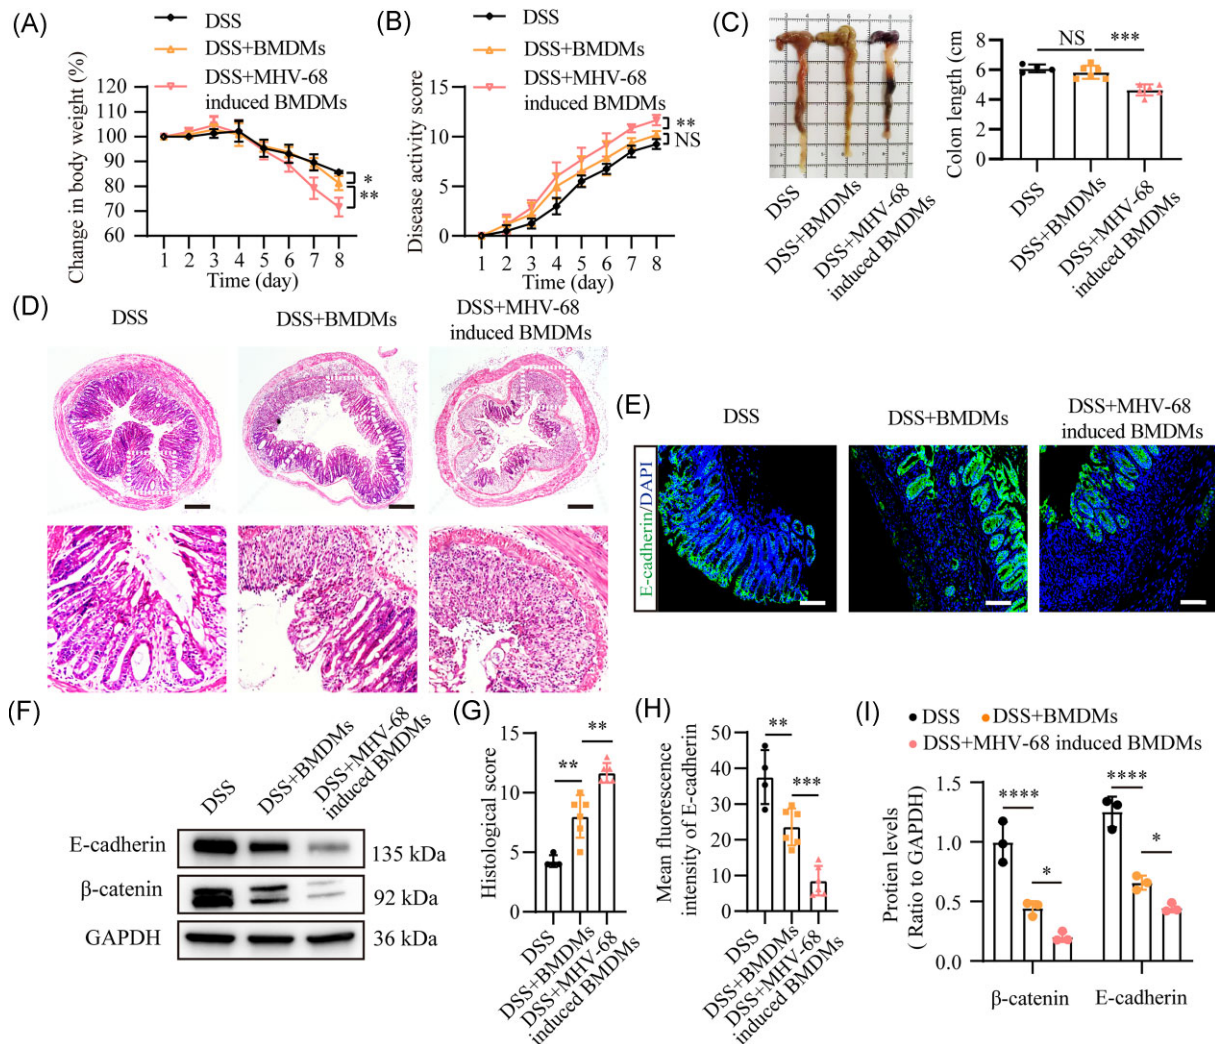 (A)
DSS
DSS+BMDMs
DSS+MHV-68
induced BMDMs
Change in body weight (%)
120
110
100
90
80
70
60
*
**
1 2 3 4 5 6 7 8
Time (day)
(B)
DSS
DSS+BMDMs
DSS+MHV-68
induced BMDMs
Disease activity score
15
10
5
0
**
NS
1 2 3 4 5 6 7 8
Time (day)
(C)
DSS
DSS+BMDMs
DSS+MHV-68
induced BMDMs
Colon length (cm)
8
6
4
2
0
NS
***
DSS
DSS+BMDMs
DSS+MHV-68
induced BMDMs
(D)
DSS
DSS+BMDMs
DSS+MHV-68
induced BMDMs
(E)
DSS
DSS+BMDMs
DSS+MHV-68
induced BMDMs
E-cadherin/DAPI
(F)
DSS
DSS+BMDMs
DSS+MHV-68
induced BMDMs
E-cadherin
135 kDa
β-catenin
92 kDa
GAPDH
36 kDa
(G)
Histological score
15
10
5
0
**
**
DSS
DSS+BMDMs
DSS+MHV-68
induced BMDMs
(H)
Mean fluorescence
intensity of E-cadherin
50
40
30
20
10
0
**
***
DSS
DSS+BMDMs
DSS+MHV-68
induced BMDMs
(I)
DSS
DSS+BMDMs
DSS+MHV-68 induced BMDMs
Protien levels
( Ratio to GAPDH)
1.5
1.0
0.5
0.0
****
*
****
*
β-catenin
E-cadherin